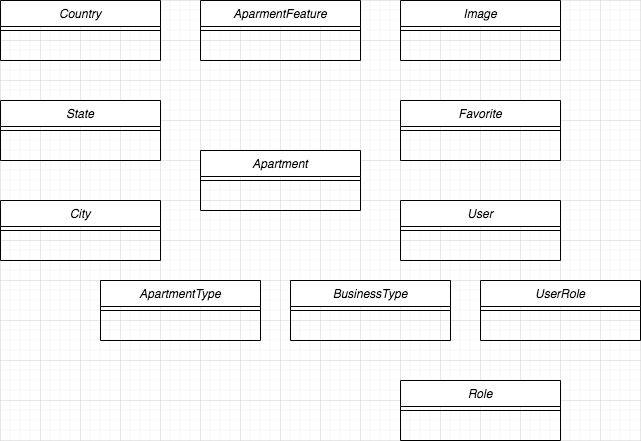 Country
AparmentFeature
Image
State
Favorite
Apartment
City
User
ApartmentType
BusinessType
UserRole
Role